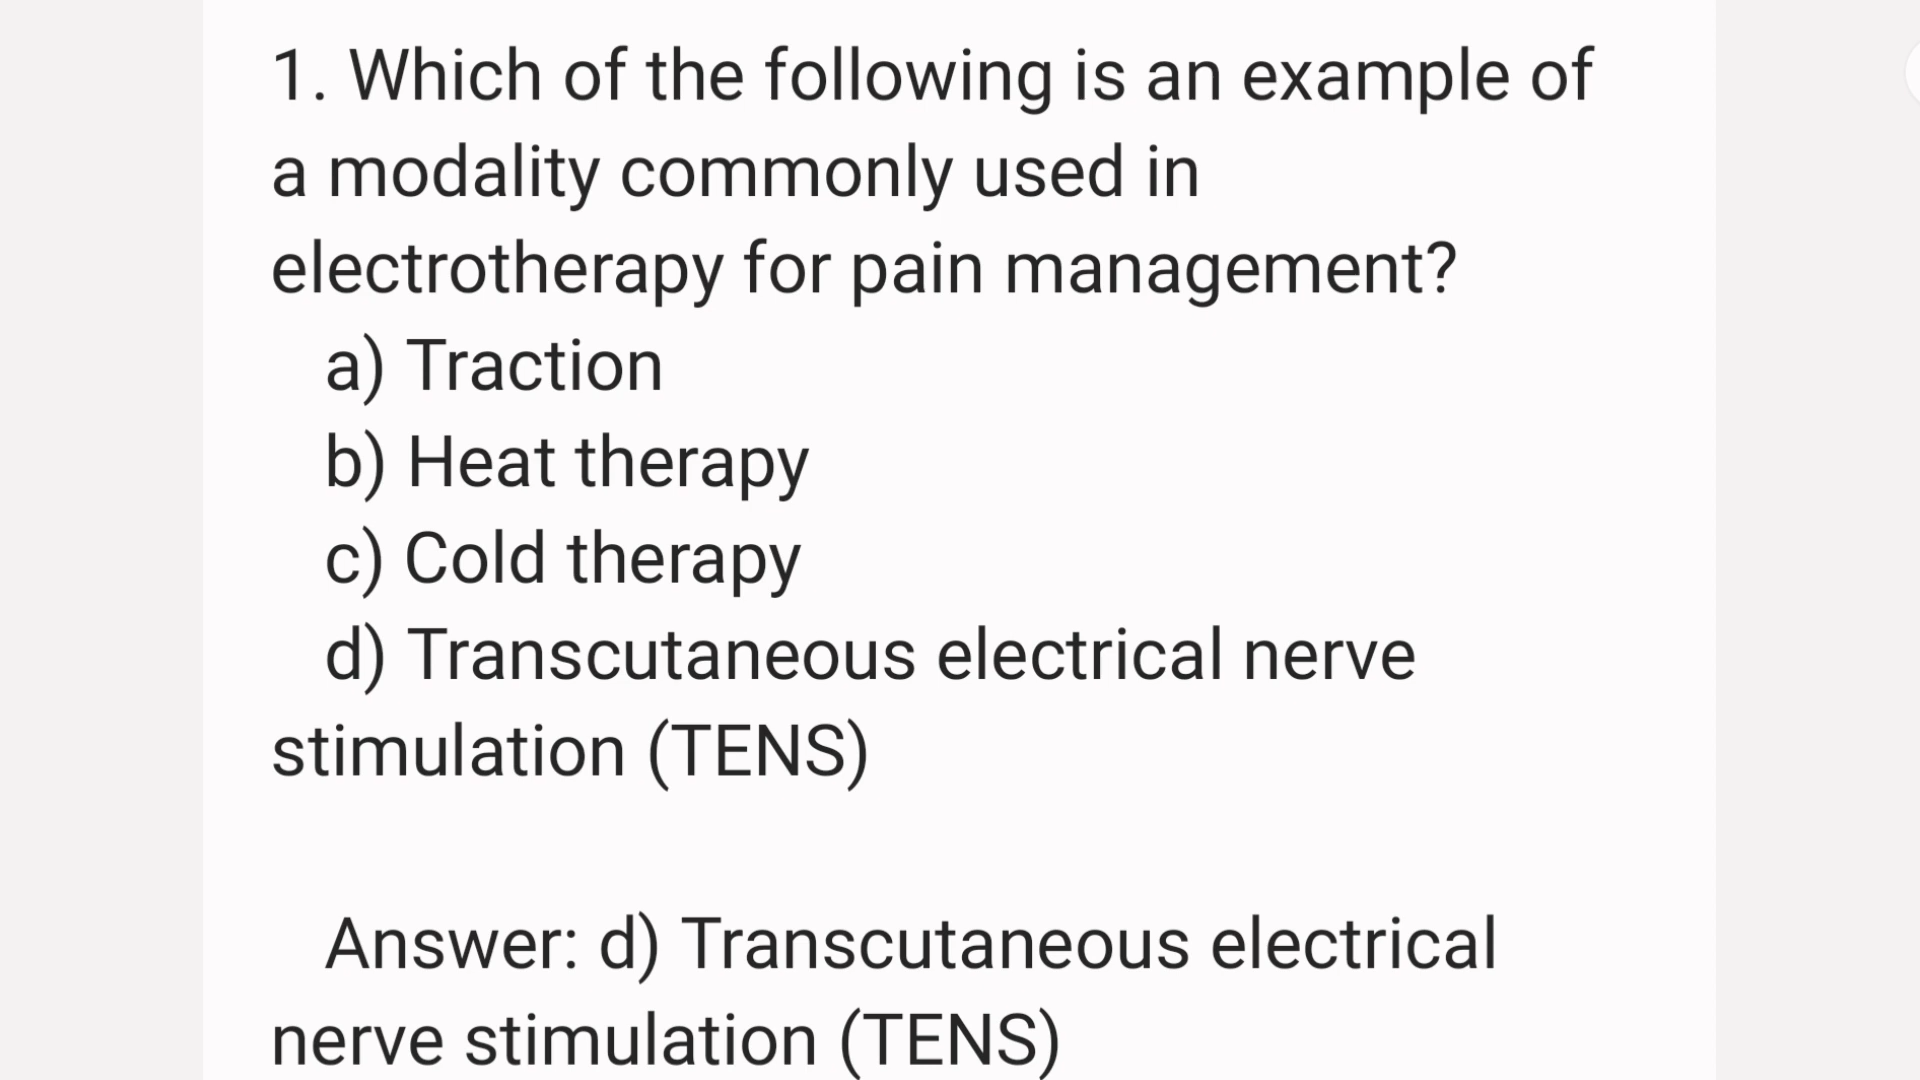 1. Which of the following is an example of
a modality commonly used in
electrotherapy for pain management?
a) Traction
b) Heat therapy
c) Cold therapy
d) Transcutaneous electrical nerve
stimulation (TENS)
Answer: d) Transcutaneous electrical
nerve stimulation (TENS)